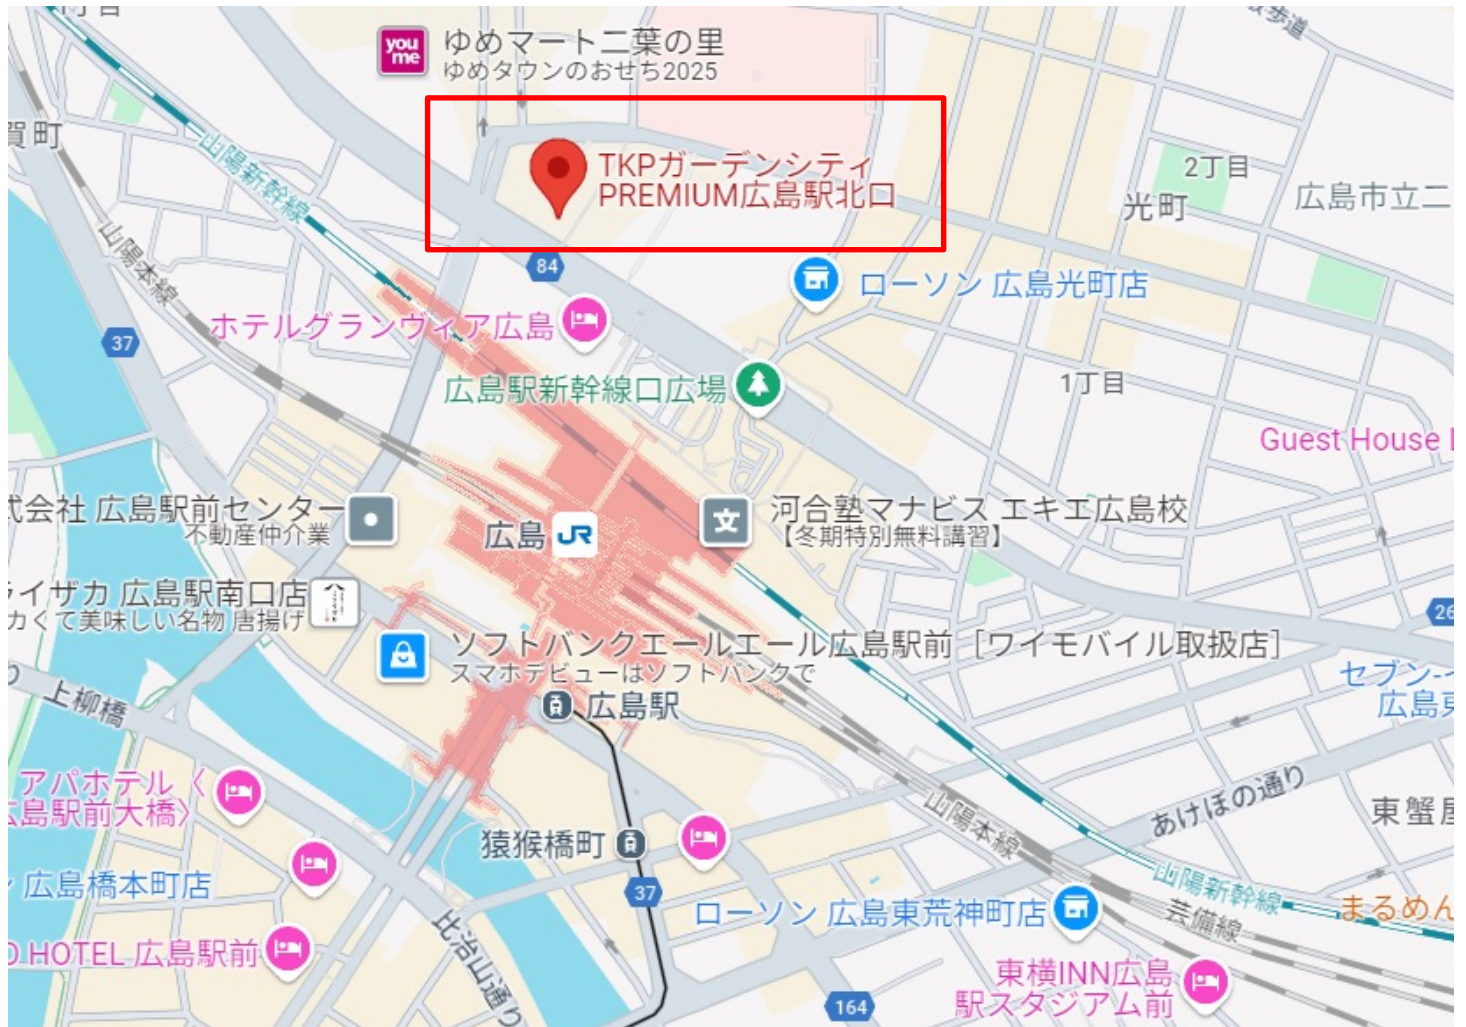 you
me
ゆめマート二葉の里
ゆめタウンのおせち2025
賀町
山陽新幹線
TKPガーデンシティ
PREMIUM広島駅北口
2丁目
光町
広島市立二
山陽本線
84
ローソン 広島光町店
37
ホテルグランヴィア広島
広島駅新幹線口広場
1丁目
Guest House
式会社 広島駅前センター
不動産仲介業
広島
JR
文
河合塾マナビス エキエ広島校
【冬期特別無料講習】
ライザカ 広島駅南口店
カくて美味しい名物 唐揚げ
26
ソフトバンクエールエール広島駅前［ワイモバイル取扱店］
スマホデビューはソフトバンクで
広島駅
セブン-イ
広島東
上柳橋
アパホテル〈
広島駅前大橋〉
猿猴橋町
山陽本線
あけぼの通り
東蟹屋
広島橋本町店
37
ローソン 広島東荒神町店
山陽新幹線
芸備線
まるめん
比治山通り
HOTEL 広島駅前
164
東横INN広島
駅スタジアム前